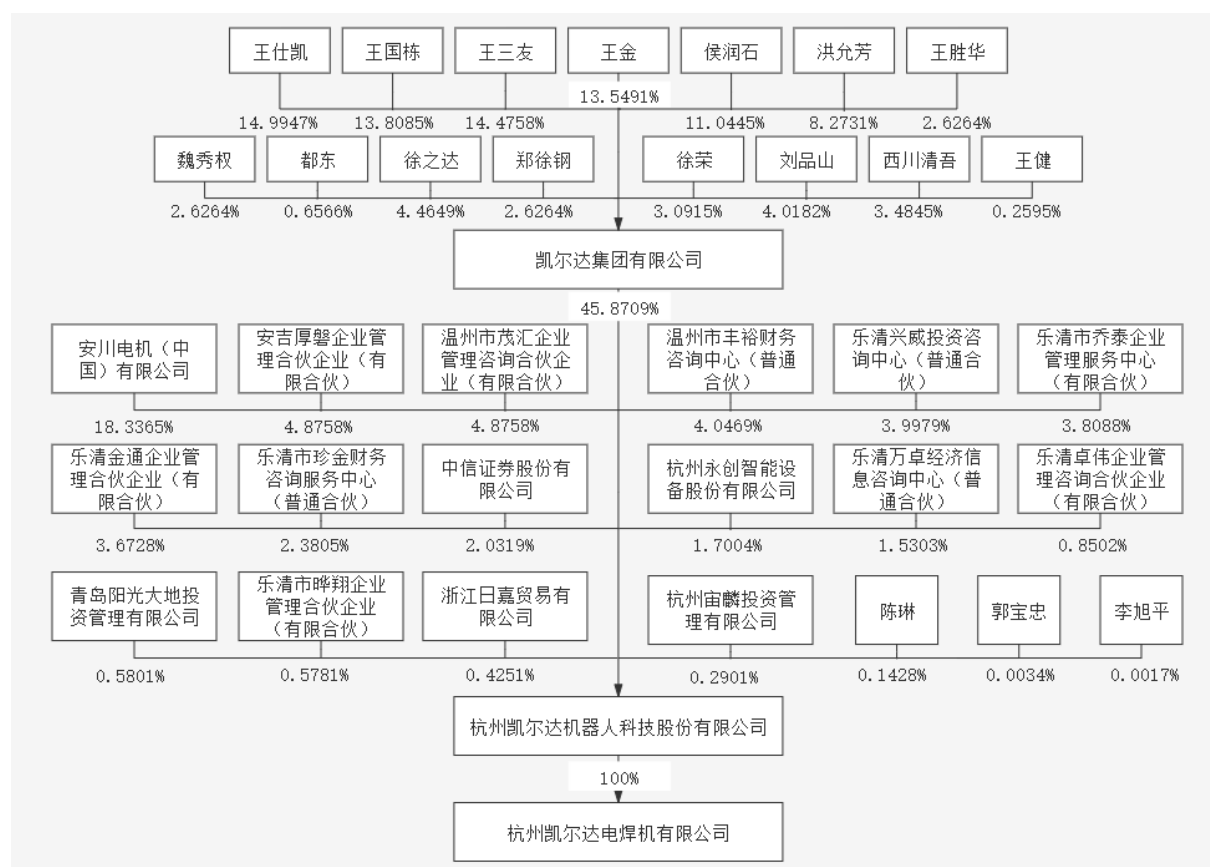 王仕凯
王国栋
王三友
王金
侯润石
洪允芳
王胜华
13.5491%
14.9947%
13.8085%
14.4758%
11.0445%
8.2731%
2.6264%
魏秀权
都东
徐之达
郑徐钢
徐荣
刘品山
西川清吾
王健
2.6264%
0.6566%
4.4649%
2.6264%
3.0915%
4.0182%
3.4845%
0.2595%
凯尔达集团有限公司
45.8709%
安川电机（中
国）有限公司
安吉厚磐企业管
理合伙企业（有
限合伙）
温州市茂汇企业
管理咨询合伙企
业（有限合伙）
温州市丰裕财务
咨询中心（普通
合伙）
乐清兴威投资咨
询中心（普通合
伙）
乐清市乔泰企业
管理服务中心
（有限合伙）
18.3365%
4.8758%
4.8758%
4.0469%
3.9979%
3.8088%
乐清金通企业管
理合伙企业（有
限合伙）
乐清市珍金财务
咨询服务中心
（普通合伙）
中信证券股份有
限公司
杭州永创智能设
备股份有限公司
乐清万卓经济信
息咨询中心（普
通合伙）
乐清卓伟企业管
理咨询合伙企业
（有限合伙）
3.6728%
2.3805%
2.0319%
1.7004%
1.5303%
0.8502%
青岛阳光大地投
资管理有限公司
乐清市晔翔企业
管理合伙企业
（有限合伙）
浙江日嘉贸易有
限公司
杭州宙麟投资管
理有限公司
陈琳
郭宝忠
李旭平
0.5801%
0.5781%
0.4251%
0.2901%
0.1428%
0.0034%
0.0017%
杭州凯尔达机器人科技股份有限公司
100%
杭州凯尔达电焊机有限公司